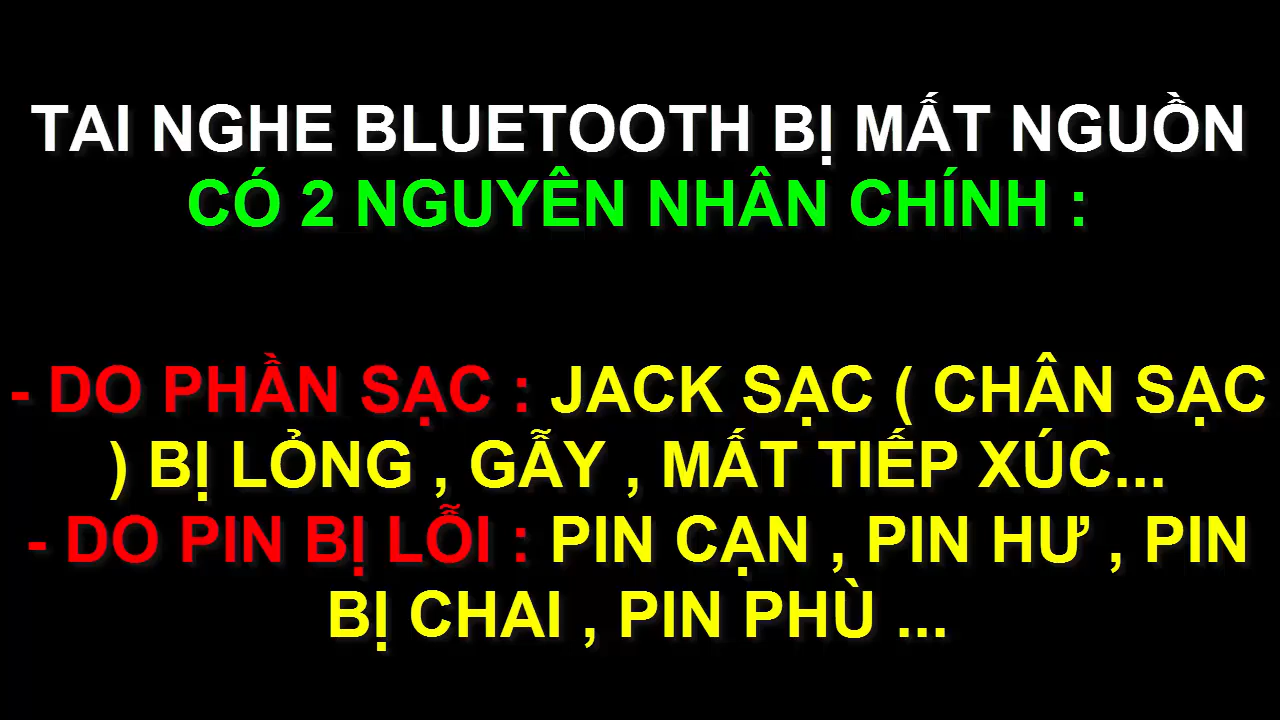 TAI NGHE BLUETOOTH BỊ MẤT NGUỒN
CÓ 2 NGUYÊN NHÂN CHÍNH :
- DO PHẦN SẠC : JACK SẠC ( CHÂN SẠC
) BỊ LỎNG , GẪY , MẤT TIẾP XÚC...
- DO PIN BỊ LỖI : PIN CẠN , PIN HƯ , PIN
BỊ CHAI , PIN PHÙ ...